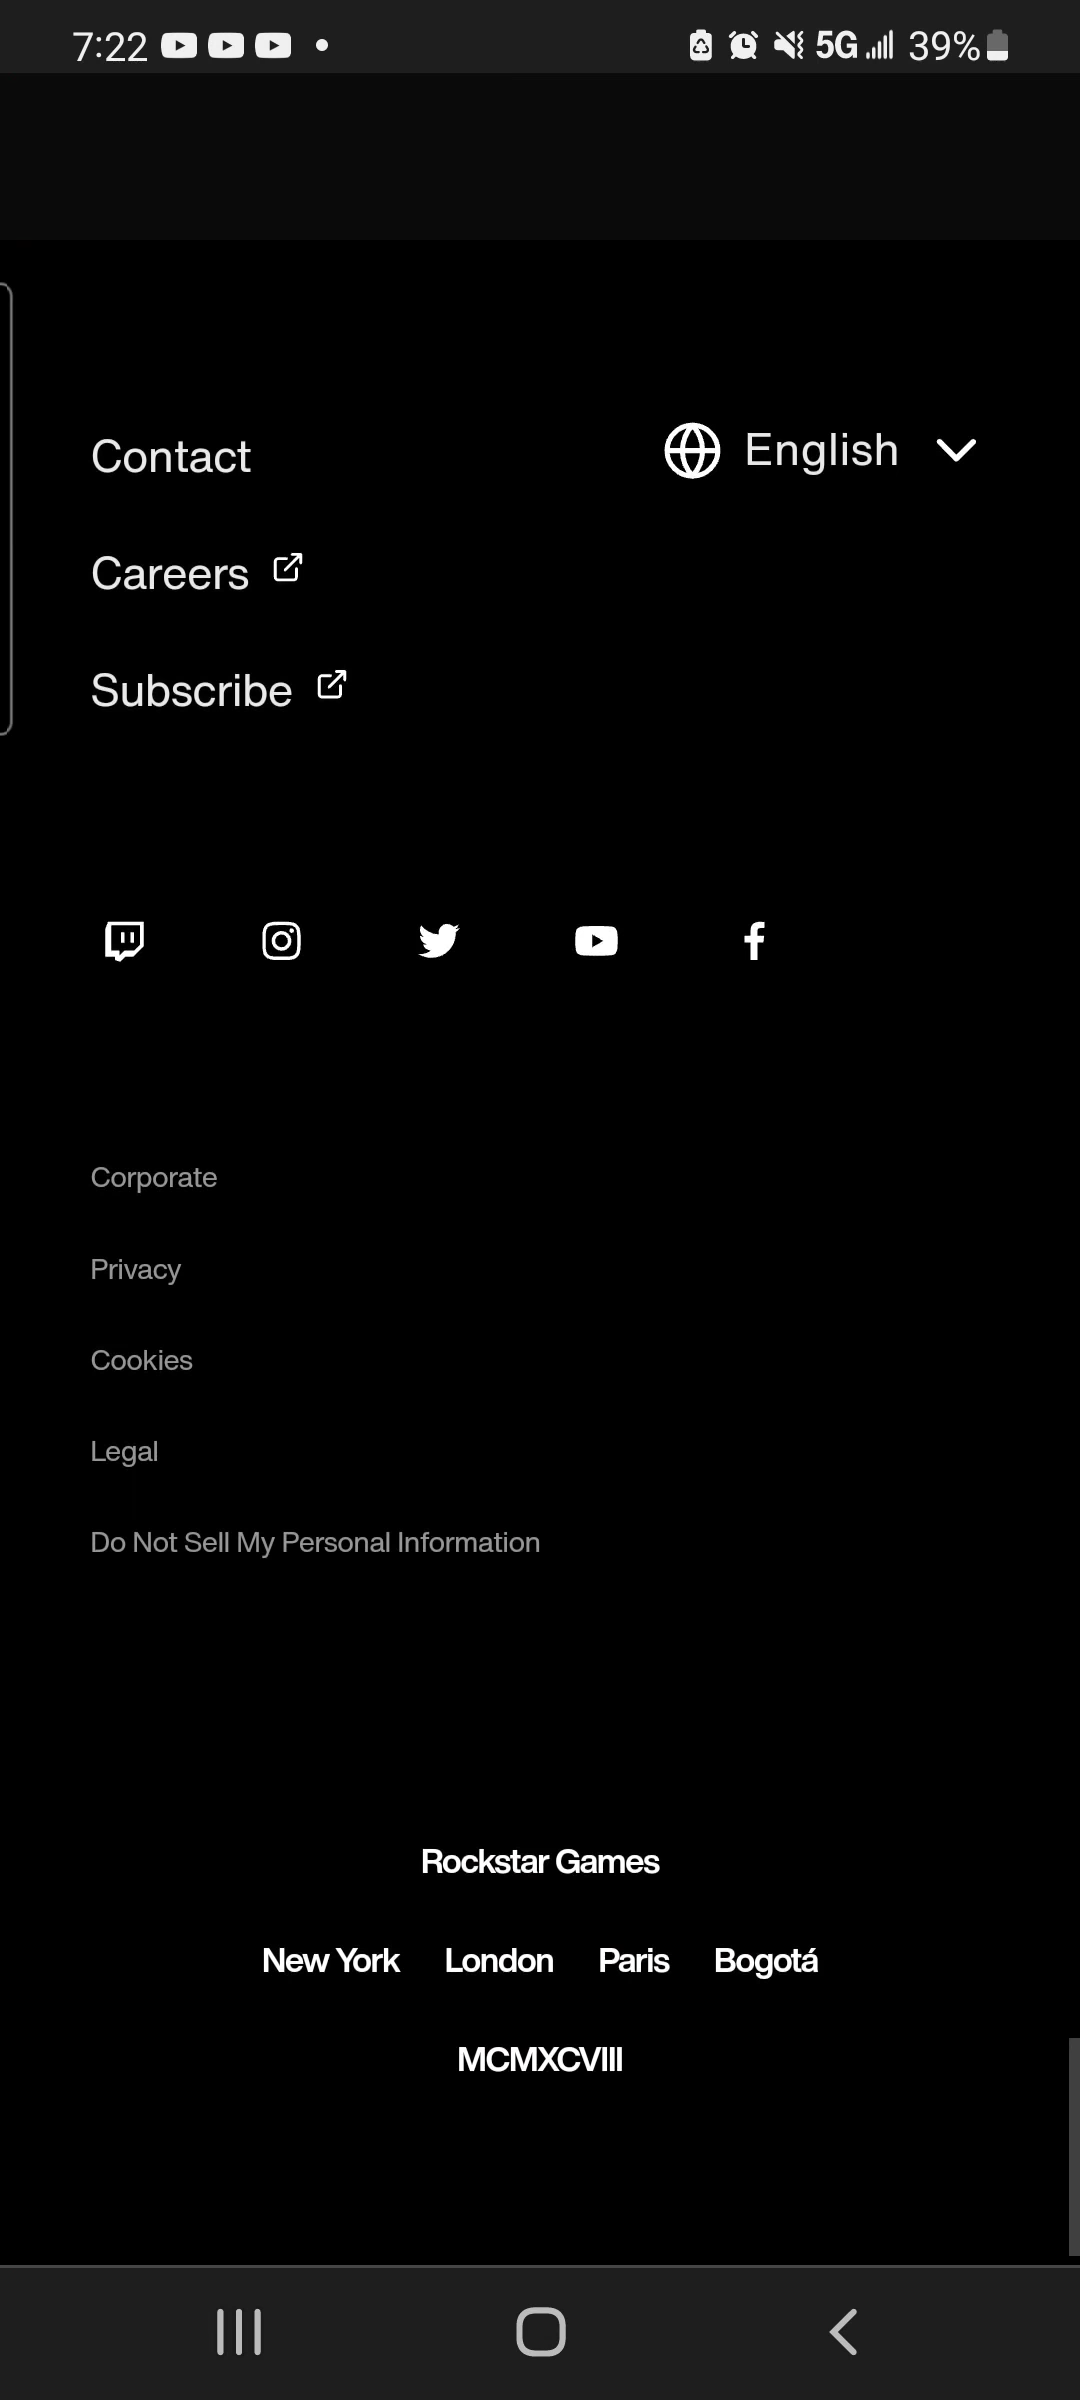 7:22 5G 39%
Contact
English
Careers
Subscribe
Corporate
Privacy
Cookies
Legal
Do Not Sell My Personal Information
Rockstar Games
New York London Paris Bogotá
MCMXCVIII